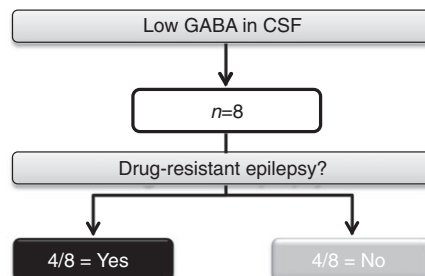 Low GABA in CSF
n=8
Drug-resistant epilepsy?
4/8 = Yes
4/8 = No